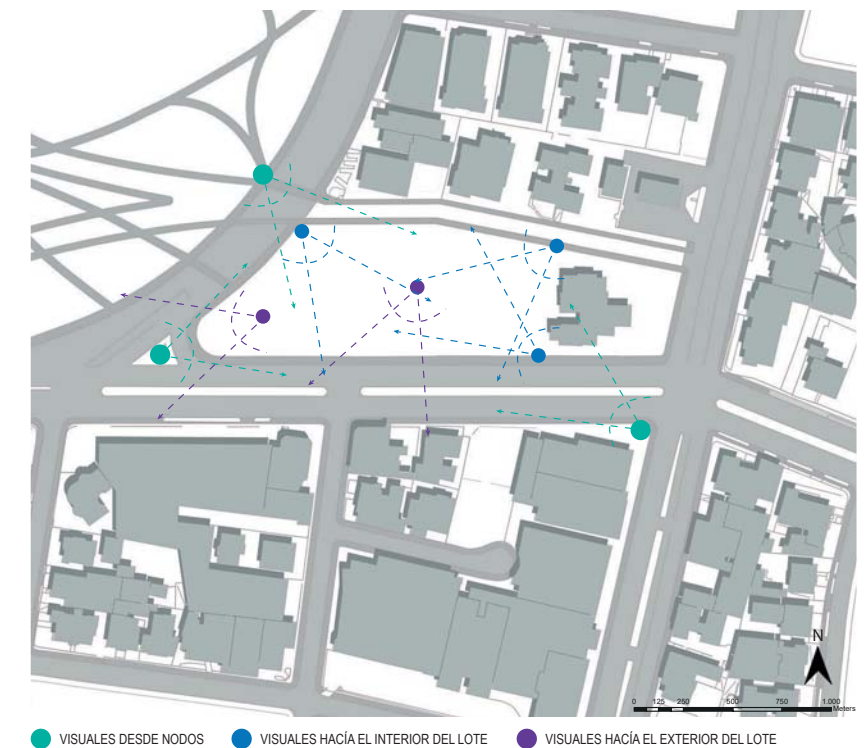 N
0 125 250 500 750 1.000
Meters
VISUALES DESDE NODOS VISUALES HACÍA EL INTERIOR DEL LOTE VISUALES HACÍA EL EXTERIOR DEL LOTE